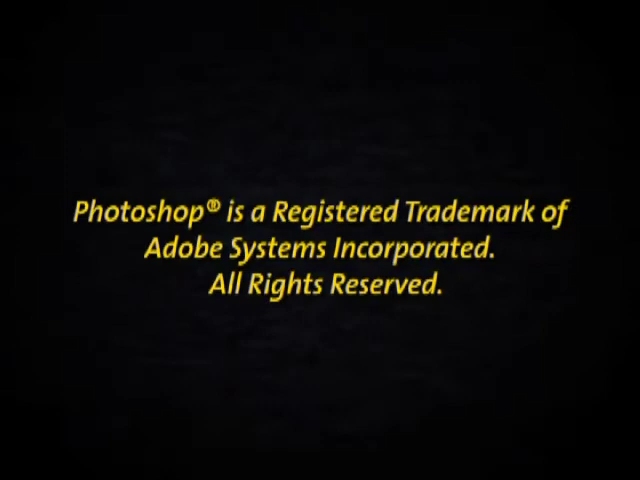 Photoshop® is a Registered Trademark of
Adobe Systems Incorporated.
All Rights Reserved.